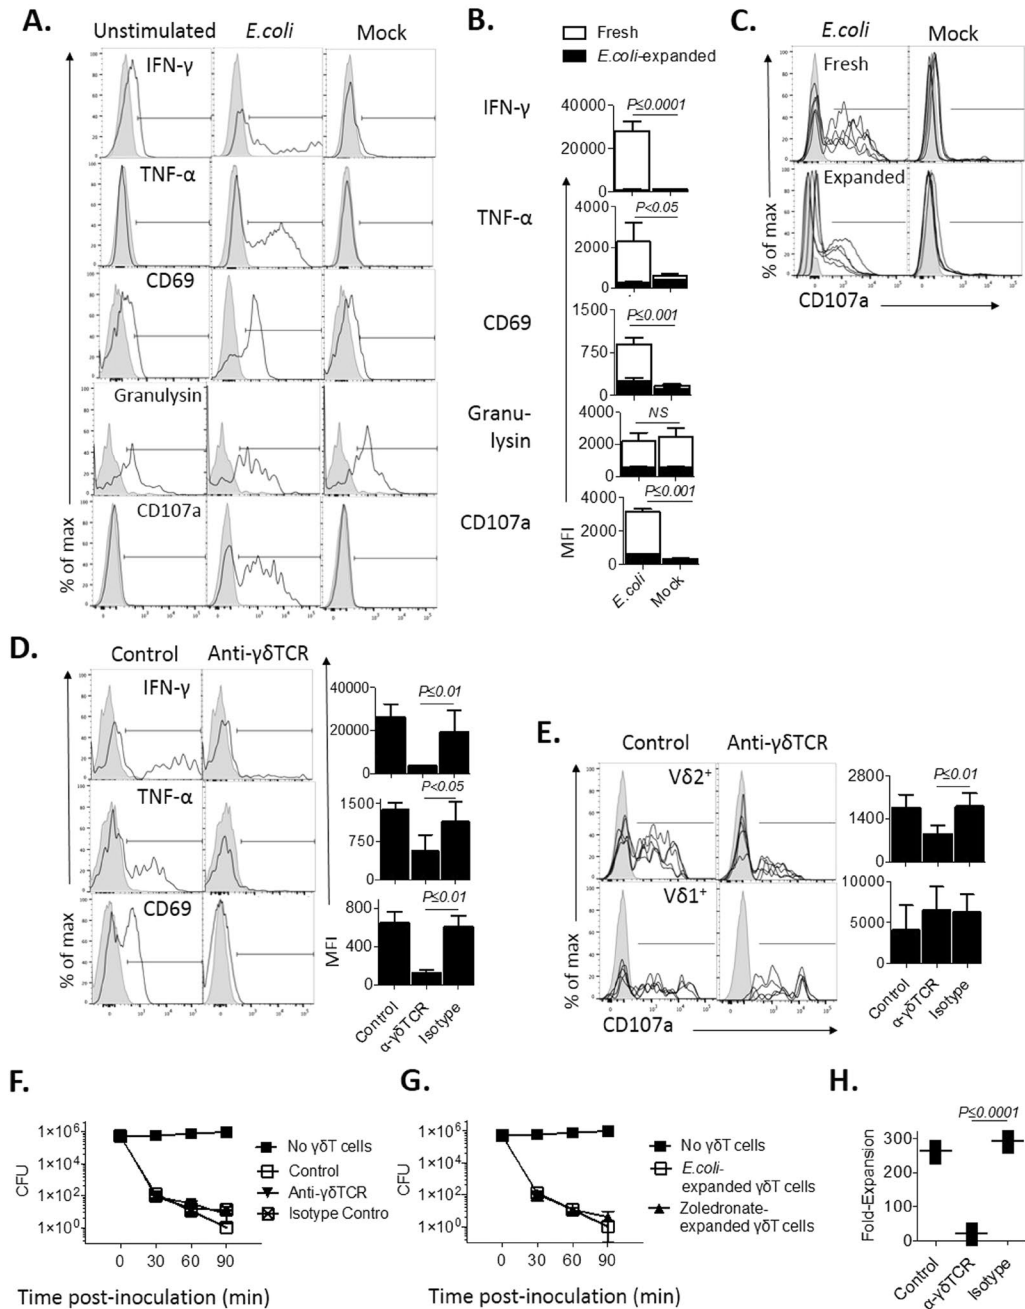 A.
Unstimulated E.coli Mock
IFN-γ
TNF-α
CD69
Granulysin
CD107a
% of max
B.
Fresh
E.coli-expanded
IFN-γ
40000
20000
0
P≤0.0001
TNF-α
4000
2000
0
P<0.05
CD69
1500
750
0
P≤0.001
Granu-
lysin
4000
2000
0
NS
CD107a
4000
2000
0
P≤0.001
MFI
E.coli Mock
C.
E.coli Mock
Fresh
Expanded
% of max
CD107a
D.
Control Anti-γδTCR
IFN-γ
TNF-α
CD69
% of max
40000
20000
0
P≤0.01
1500
750
0
P<0.05
800
400
0
P≤0.01
MFI
Control α-γδTCR Isotype
E.
Control Anti-γδTCR
Vδ2+
Vδ1+
% of max
CD107a
2800
1400
0
P≤0.01
10000
5000
0
Control α-γδTCR Isotype
F.
CFU
1×10⁶
1×10⁴
1×10²
1×10⁰
0 30 60 90
Time post-inoculation (min)
No γδT cells
Control
Anti-γδTCR
Isotype Contro
G.
CFU
1×10⁶
1×10⁴
1×10²
1×10⁰
0 30 60 90
Time post-inoculation (min)
No γδT cells
E.coli-
expanded γδT cells
Zoledronate-
expanded γδT cells
H.
P≤0.0001
Fold-Expansion
300
200
100
0
Control α-γδTCR Isotype